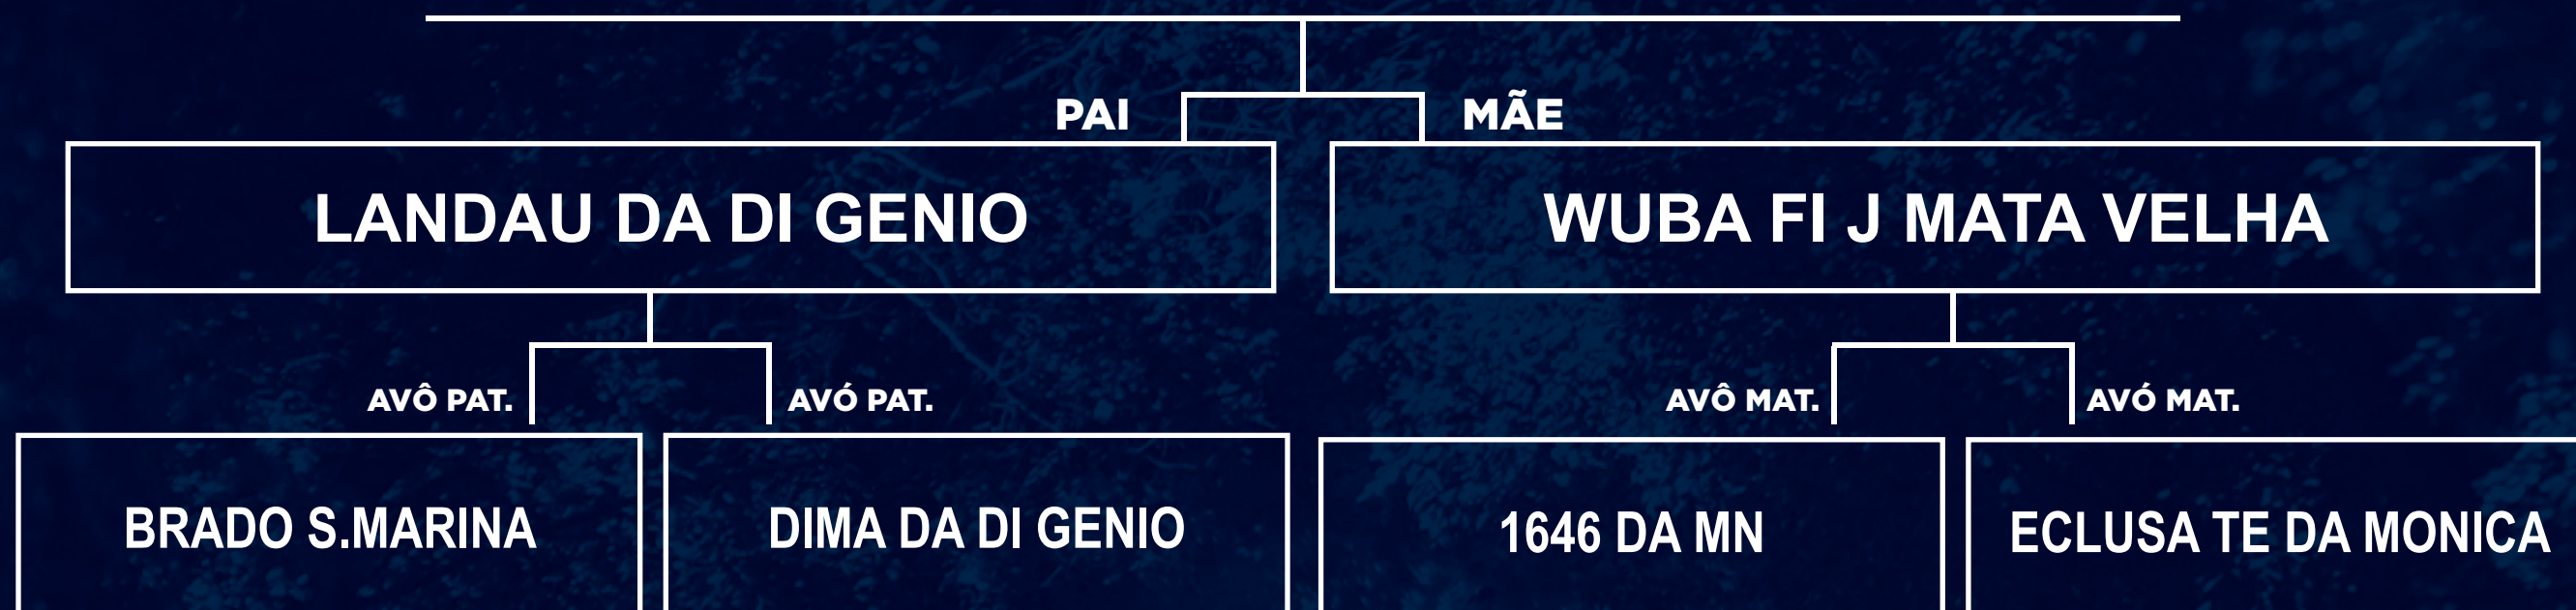 PAI
MÃE
LANDAU DA DI GENIO
WUBA FI J MATA VELHA
AVÔ PAT.
AVÓ PAT.
AVÔ MAT.
AVÓ MAT.
BRADO S.MARINA
DIMA DA DI GENIO
1646 DA MN
ECLUSA TE DA MONICA